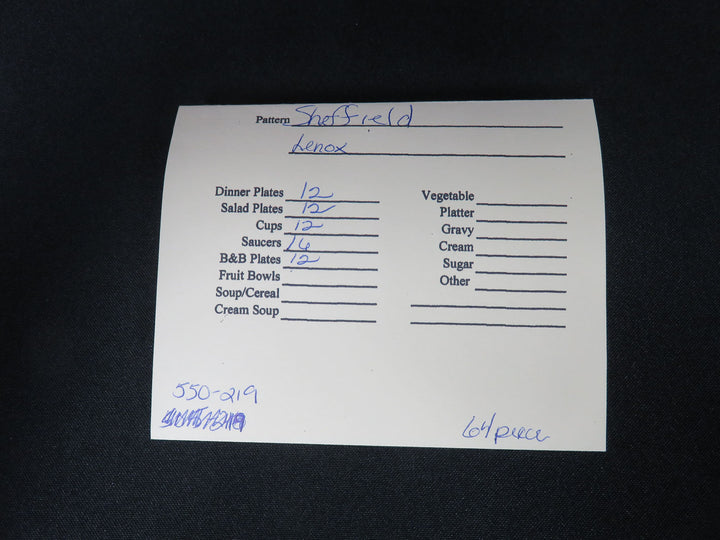 Pattern Sheffield
Lenox
Dinner Plates 12
Salad Plates 12
Cups 12
Saucers 16
B&B Plates 12
Fruit Bowls
Soup/Cereal
Cream Soup
Vegetable
Platter
Gravy
Cream
Sugar
Other
550-219
64 piece